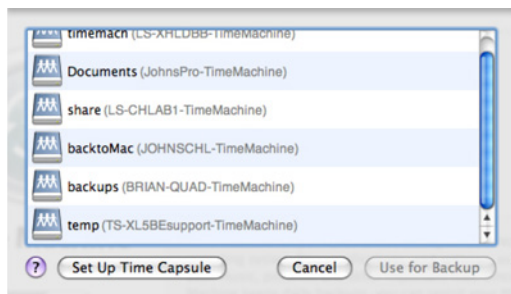 timemach (LS-XHLDBB-TimeMachine)
Documents (JohnsPro-TimeMachine)
share (LS-CHLAB1-TimeMachine)
backtoMac (JOHNSCHL-TimeMachine)
backups (BRIAN-QUAD-TimeMachine)
temp (TS-XL5BEsupport-TimeMachine)
? Set Up Time Capsule Cancel Use for Backup